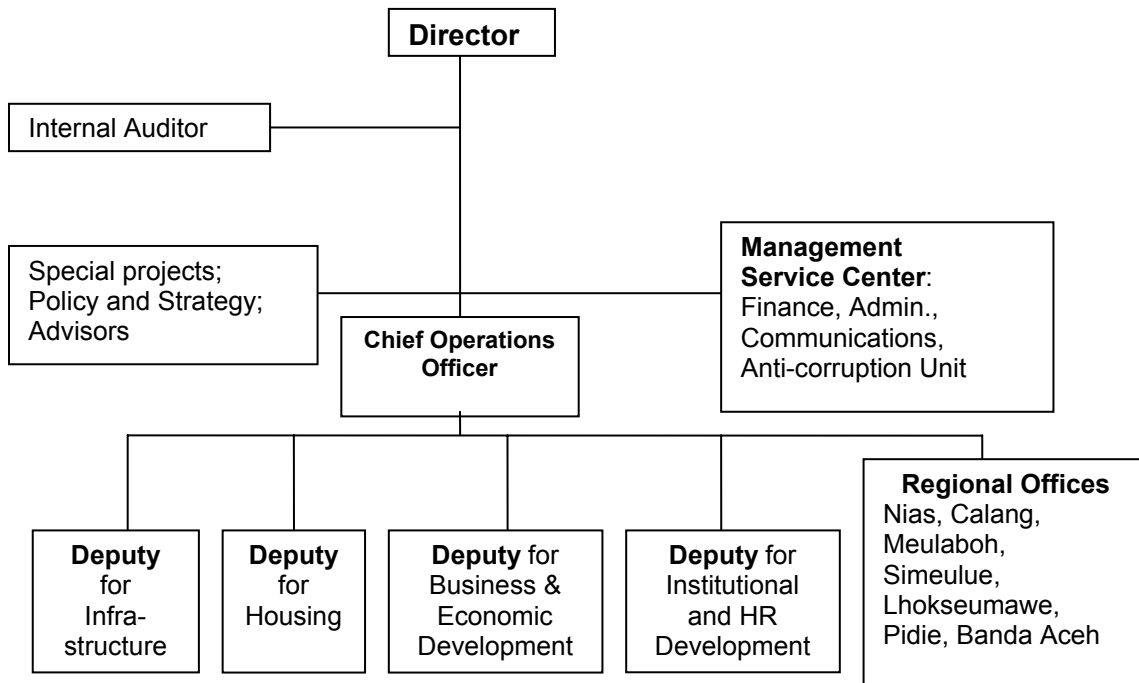 Director
Internal Auditor
Special projects;
Policy and Strategy;
Advisors
Management
Service Center:
Finance, Admin.,
Communications,
Anti-corruption Unit
Chief Operations
Officer
Deputy
for
Infra-
structure
Deputy
for
Housing
Deputy for
Business &
Economic
Development
Deputy for
Institutional
and HR
Development
Regional Offices
Nias, Calang,
Meulaboh,
Simeulue,
Lhokseumawe,
Pidie, Banda Aceh